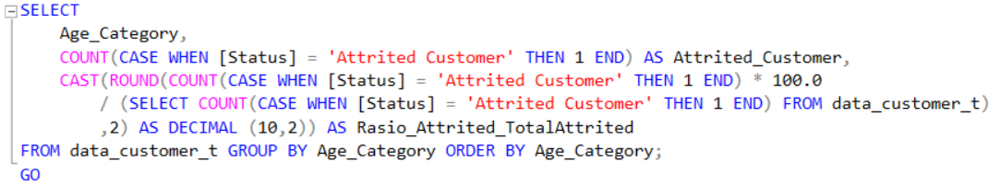 SELECT
Age_Category,
COUNT(CASE WHEN [Status] = 'Attrited Customer' THEN 1 END) AS Attrited_Customer,
CAST(ROUND(COUNT(CASE WHEN [Status] = 'Attrited Customer' THEN 1 END) * 100.0
/ (SELECT COUNT(CASE WHEN [Status] = 'Attrited Customer' THEN 1 END) FROM data_customer_t)
,2) AS DECIMAL (10,2)) AS Rasio_Attrited_TotalAttrited
FROM data_customer_t GROUP BY Age_Category ORDER BY Age_Category;
GO